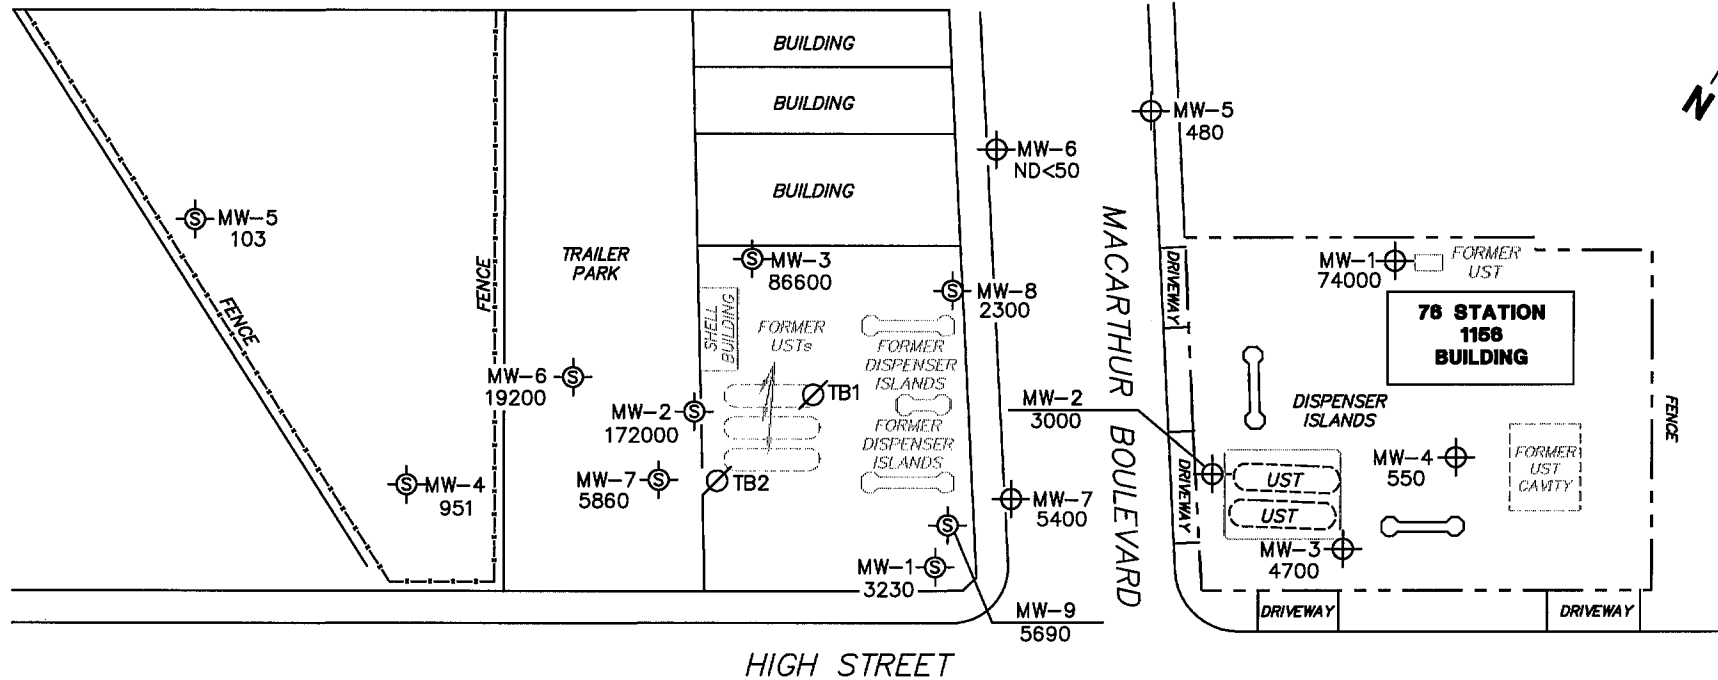 BUILDING
BUILDING
BUILDING
N
MW-5
480
MW-6
ND<50
MW-5
103
FENCE
FENCE
TRAILER
PARK
MW-3
86600
MW-8
2300
SHELL
BUILDING
FORMER
USTs
FORMER
DISPENSER
ISLANDS
FORMER
DISPENSER
ISLANDS
TB1
TB2
MW-6
19200
MW-2
172000
MW-7
5860
MW-4
951
MW-1
3230
MW-9
5690
MW-7
5400
MW-2
3000
MACARTHUR BOULEVARD
DRIVEWAY
DRIVEWAY
MW-1
74000
FORMER
UST
76 STATION
1156
BUILDING
DISPENSER
ISLANDS
FENCE
MW-4
550
FORMER
UST
CAVITY
UST
UST
MW-3
4700
DRIVEWAY
DRIVEWAY
HIGH STREET
S
S
S
S
S
S
S
S
S